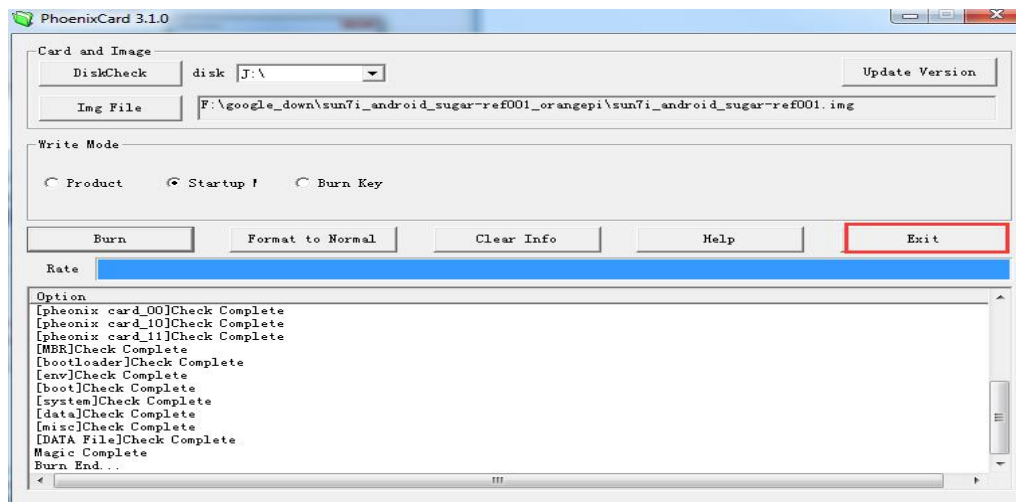 PhoenixCard 3.1.0
Card and Image
DiskCheck disk J:\ Update Version
Img File F:\google_down\sun7i_android_sugar-ref001_orangepi\sun7i_android_sugar-ref001.img
Write Mode
Product Startup Burn Key
Burn Format to Normal Clear Info Help Exit
Rate
Option
[pheonix card_00]Check Complete
[pheonix card_10]Check Complete
[pheonix card_11]Check Complete
[MBR]Check Complete
[bootloader]Check Complete
[env]Check Complete
[boot]Check Complete
[system]Check Complete
[data]Check Complete
[misc]Check Complete
[DATA File]Check Complete
Magic Complete
Burn End...